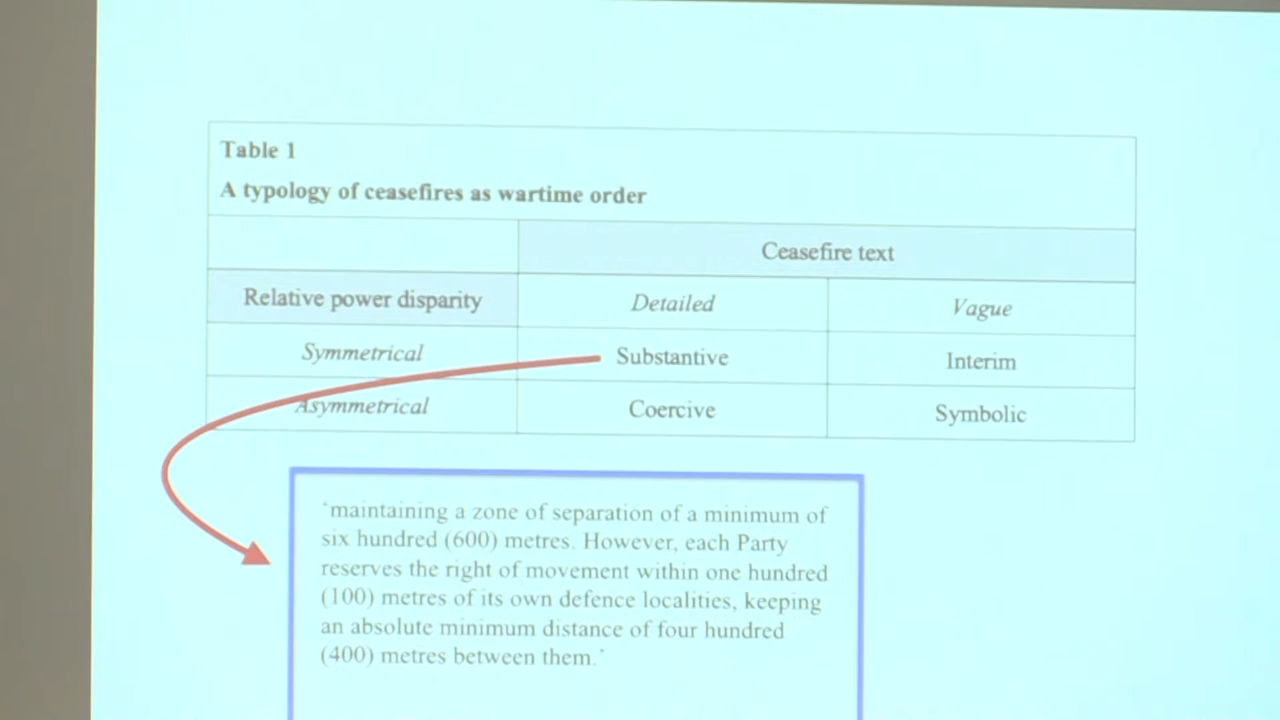 Table 1
A typology of ceasefires as wartime order
Ceasefire text
Relative power disparity
Detailed
Vague
Symmetrical
Substantive
Interim
Asymmetrical
Coercive
Symbolic
'maintaining a zone of separation of a minimum of
six hundred (600) metres. However, each Party
reserves the right of movement within one hundred
(100) metres of its own defence localities, keeping
an absolute minimum distance of four hundred
(400) metres between them.'